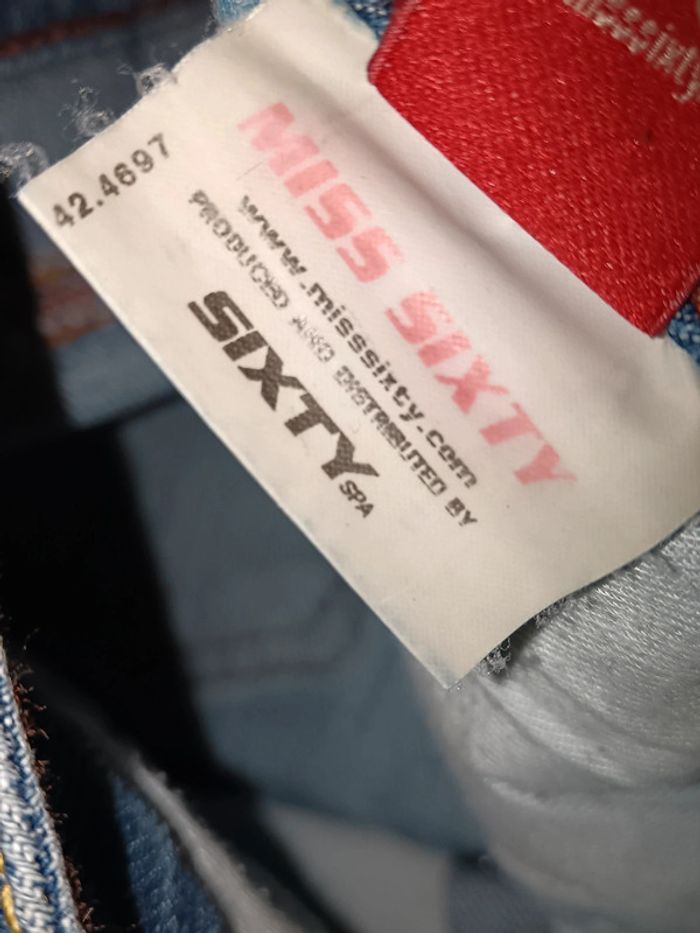 42.4697
MISS SIXTY
www.misssixty.com
PRODUCED AND DISTRIBUTED BY
SIXTY SPA